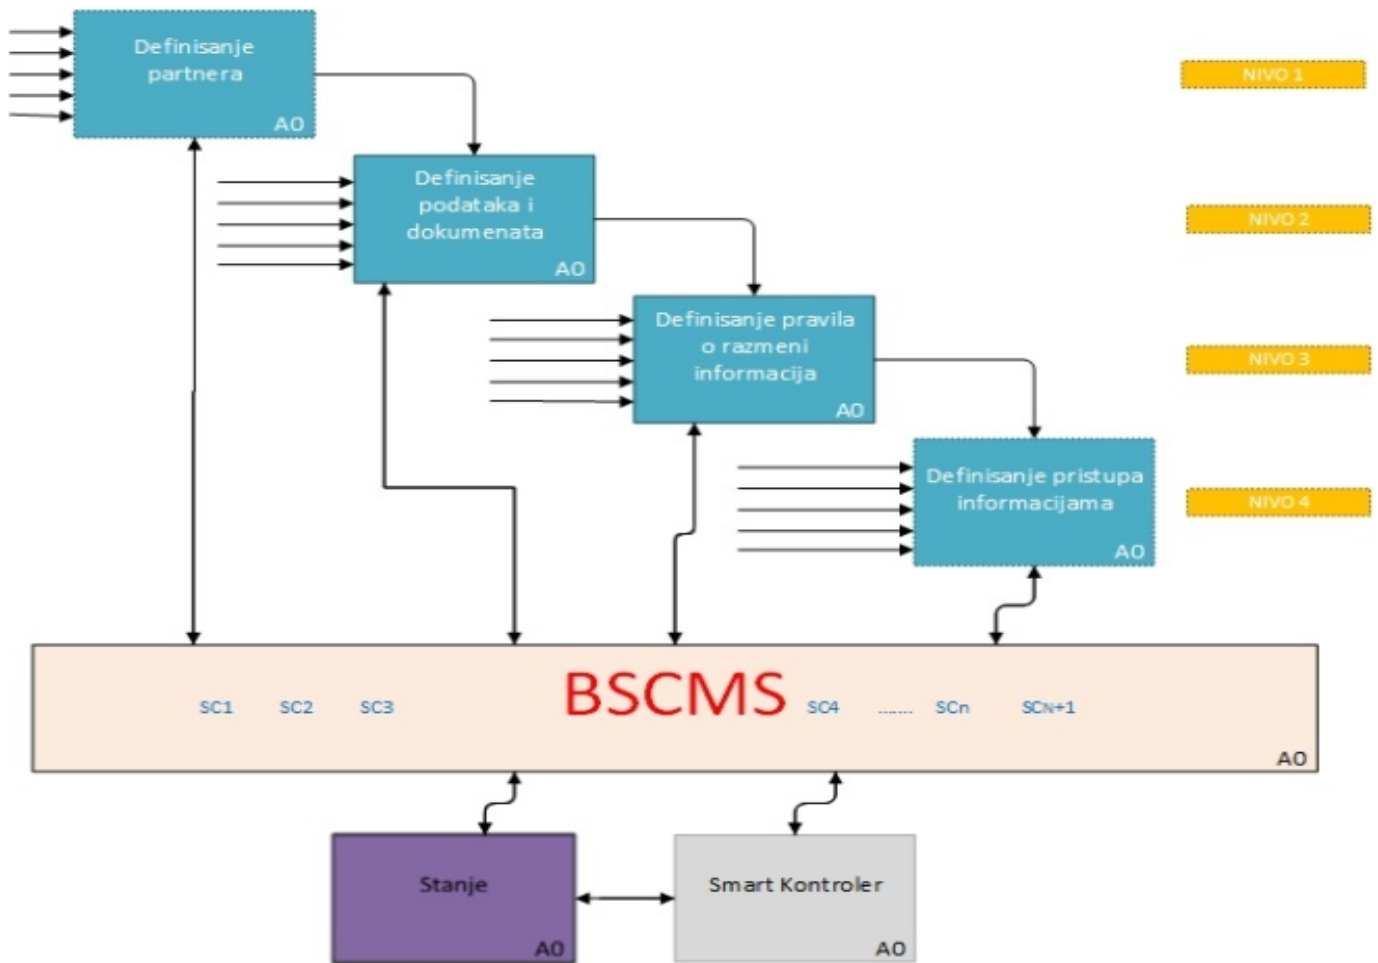 Definisanje
partnera
A0
NIVO 1
Definisanje
podataka i
dokumenata
A0
NIVO 2
Definisanje pravila
o razmeni
informacija
A0
NIVO 3
Definisanje pristupa
informacijama
A0
NIVO 4
SC1 SC2 SC3 BSCMS SC4 ....... SCn SCN+1
A0
Stanje
A0
Smart Kontroler
A0